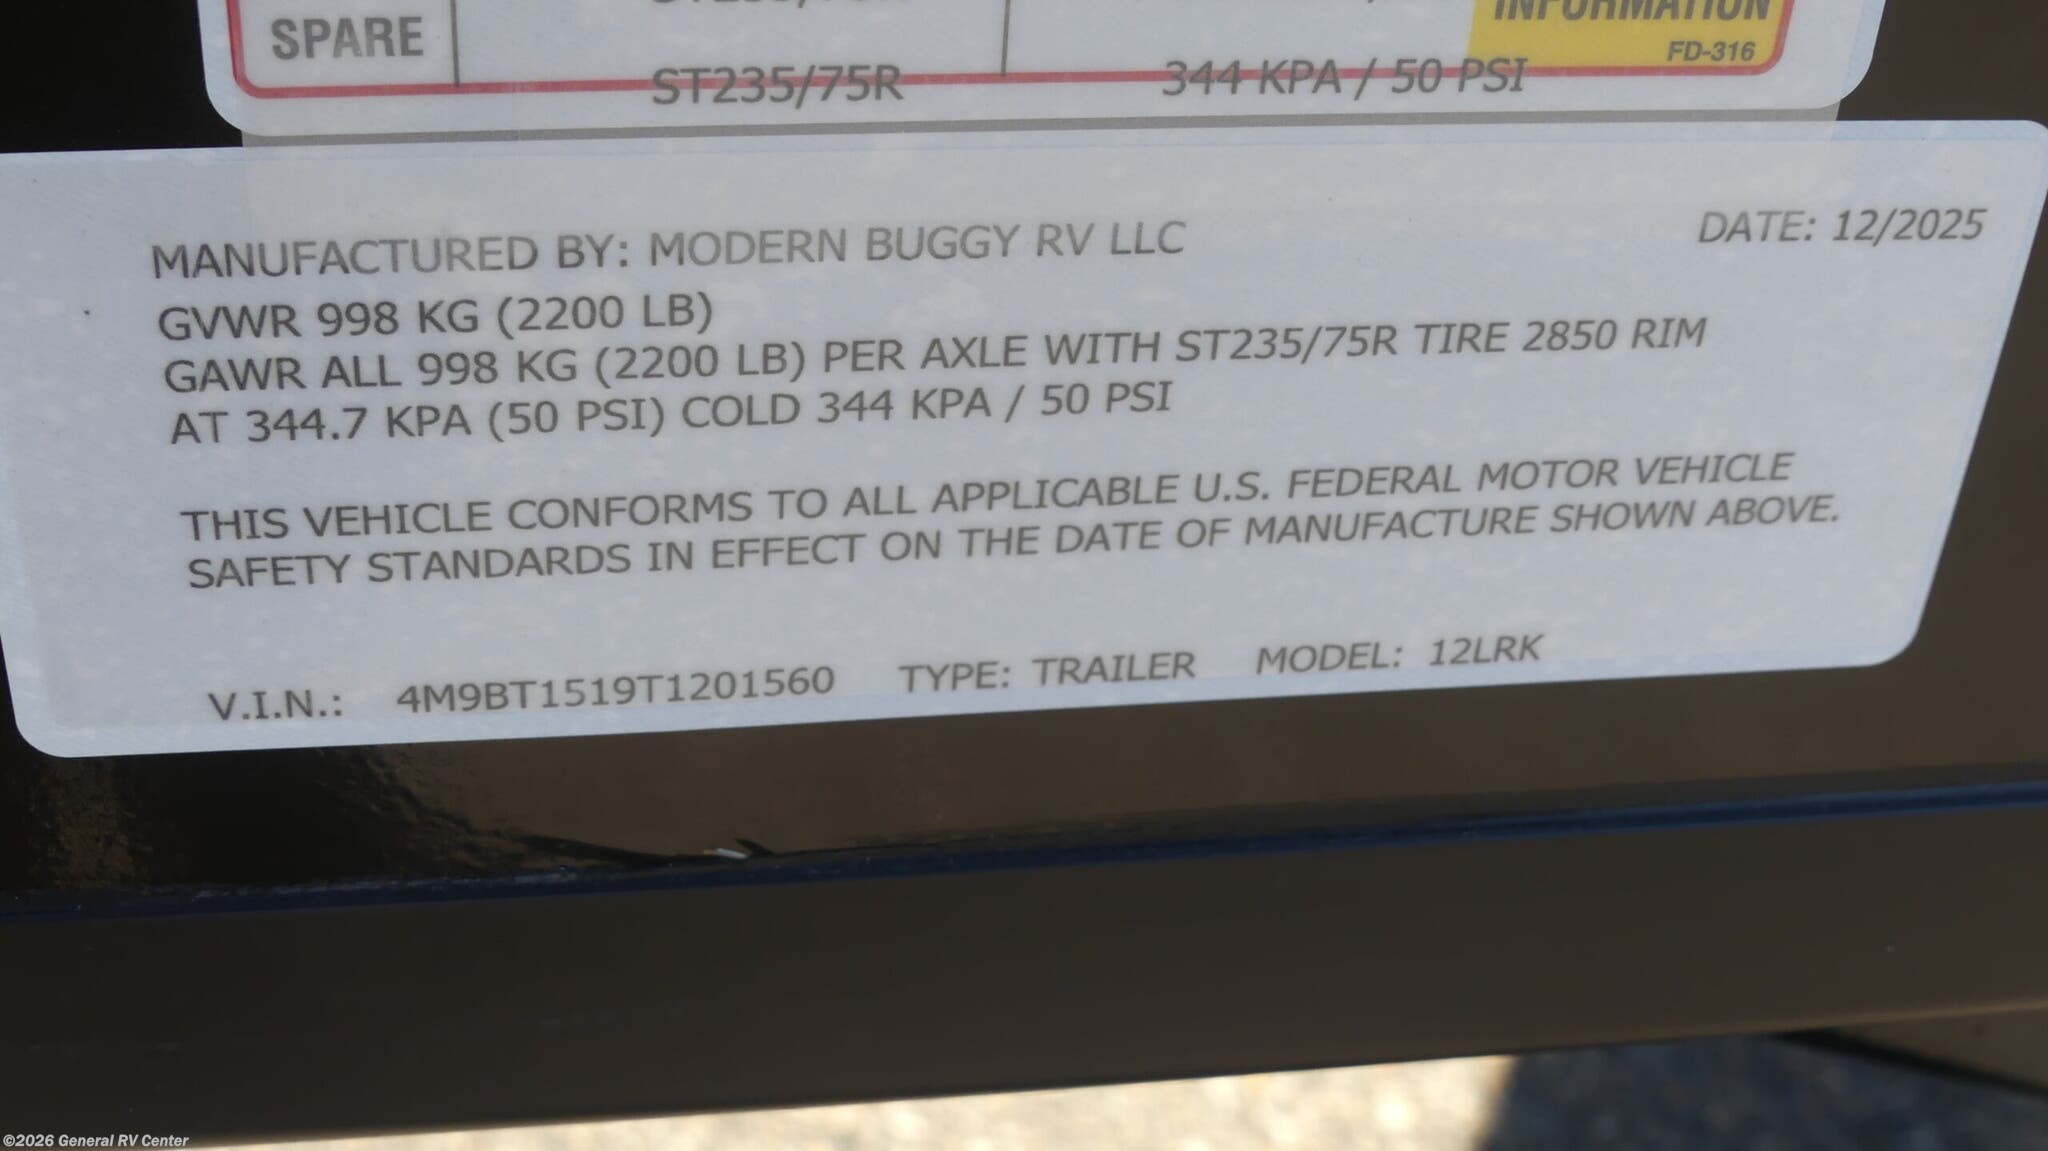 INFORMATION
SPARE
FD-316
ST235/75R 344 KPA / 50 PSI
MANUFACTURED BY: MODERN BUGGY RV LLC DATE: 12/2025
GVWR 998 KG (2200 LB)
GAWR ALL 998 KG (2200 LB) PER AXLE WITH ST235/75R TIRE 2850 RIM
AT 344.7 KPA (50 PSI) COLD 344 KPA / 50 PSI
THIS VEHICLE CONFORMS TO ALL APPLICABLE U.S. FEDERAL MOTOR VEHICLE
SAFETY STANDARDS IN EFFECT ON THE DATE OF MANUFACTURE SHOWN ABOVE.
V.I.N.: 4M9BT1519T1201560 TYPE: TRAILER MODEL: 12LRK
©2026 General RV Center